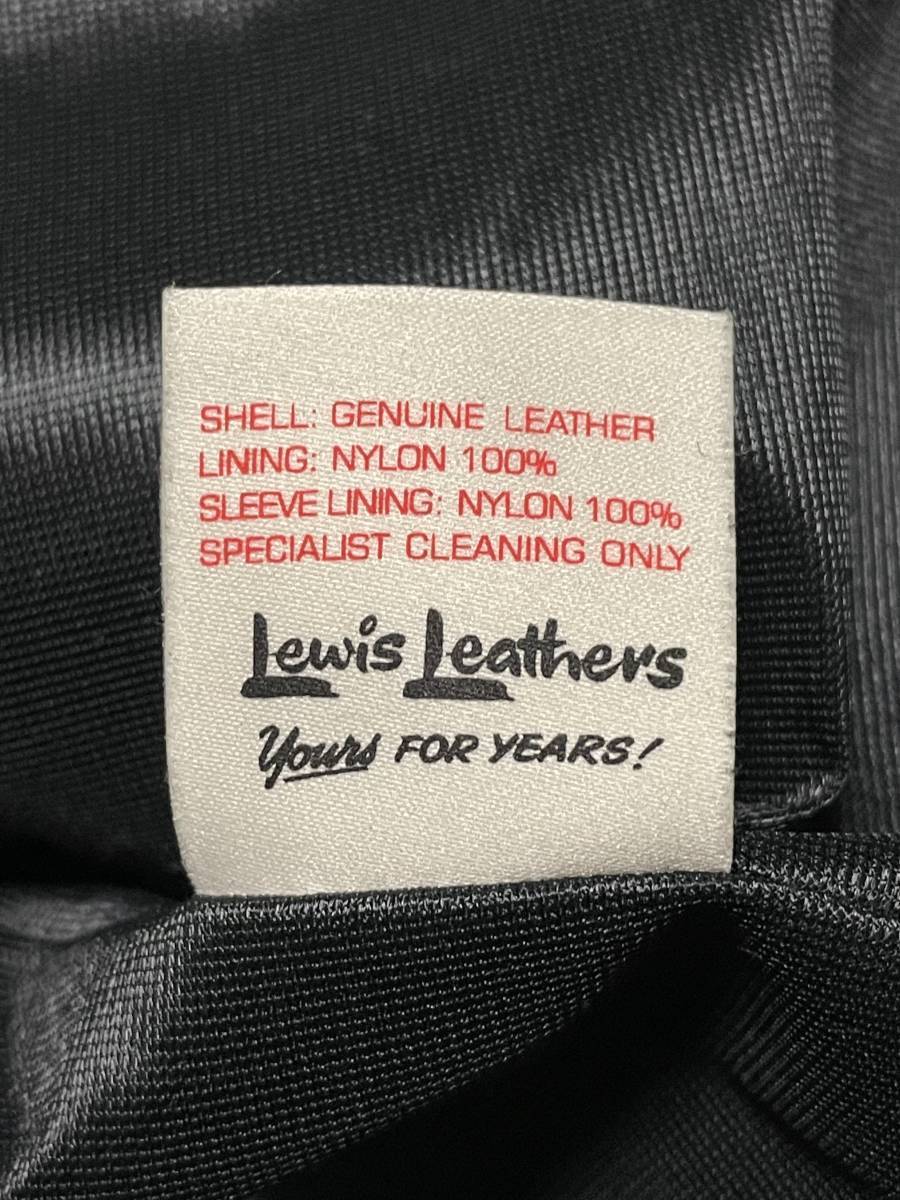 SHELL: GENUINE LEATHER
LINING: NYLON 100%
SLEEVE LINING: NYLON 100%
SPECIALIST CLEANING ONLY
Lewis Leathers
Yours FOR YEARS!